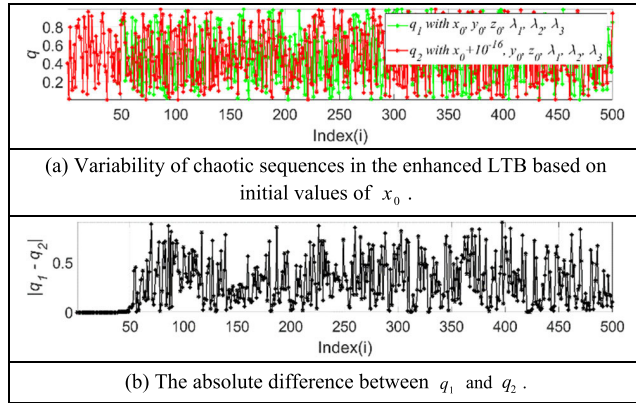 q₁ with x₀, y₀, z₀, λ₁, λ₂, λ₃
q₂ with x₀+10⁻¹⁶, y₀, z₀, λ₁, λ₂, λ₃
q
0.8
0.6
0.4
0.2
50 100 150 200 250 300 350 400 450 500
Index(i)
(a) Variability of chaotic sequences in the enhanced LTB based on
initial values of x₀ .
|q₁ - q₂|
0.5
0
50 100 150 200 250 300 350 400 450 500
Index(i)
(b) The absolute difference between q₁ and q₂ .